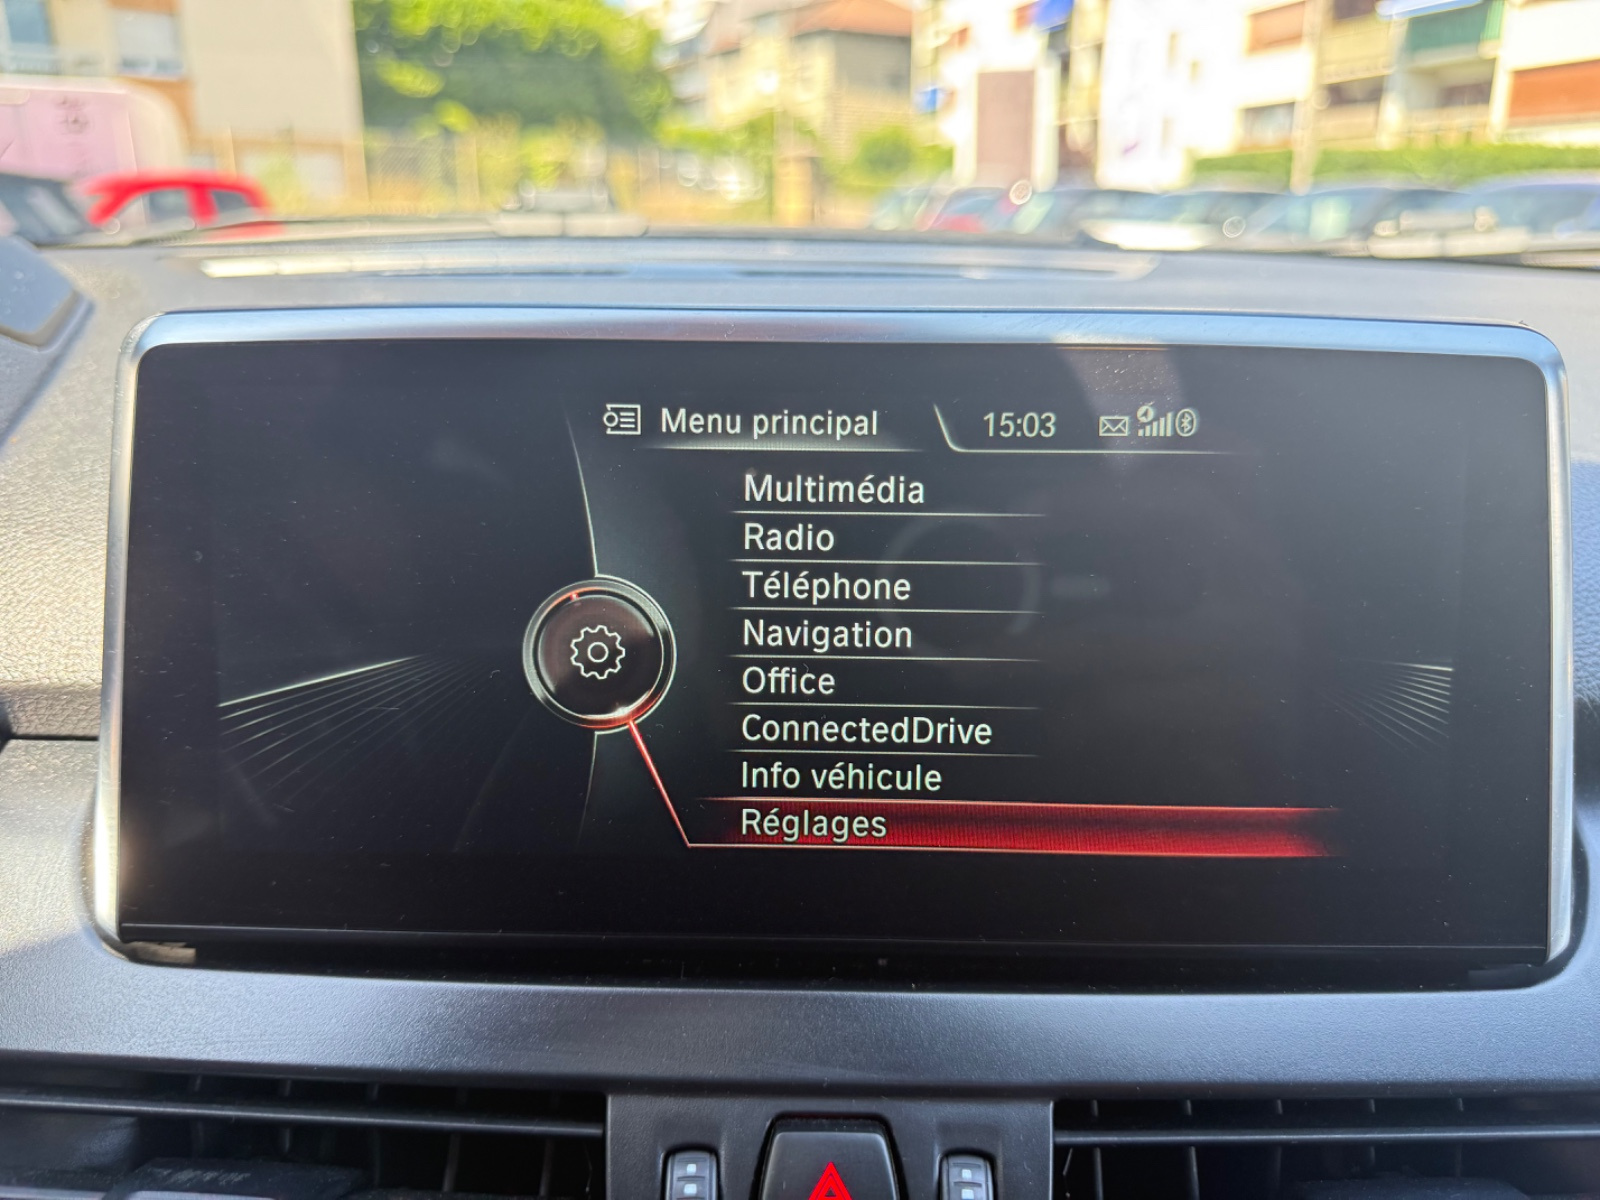 Menu principal 15:03
Multimédia
Radio
Téléphone
Navigation
Office
ConnectedDrive
Info véhicule
Réglages